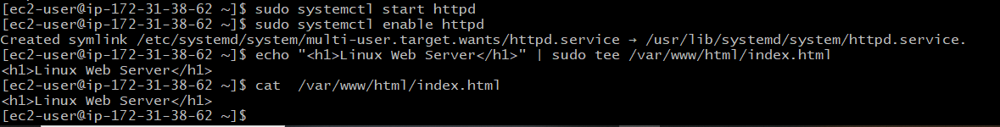 [ec2-user@ip-172-31-38-62 ~]$ sudo systemctl start httpd
[ec2-user@ip-172-31-38-62 ~]$ sudo systemctl enable httpd
Created symlink /etc/systemd/system/multi-user.target.wants/httpd.service → /usr/lib/systemd/system/httpd.service.
[ec2-user@ip-172-31-38-62 ~]$ echo "<h1>Linux Web Server</h1>" | sudo tee /var/www/html/index.html
<h1>Linux Web Server</h1>
[ec2-user@ip-172-31-38-62 ~]$ cat  /var/www/html/index.html
<h1>Linux Web Server</h1>
[ec2-user@ip-172-31-38-62 ~]$